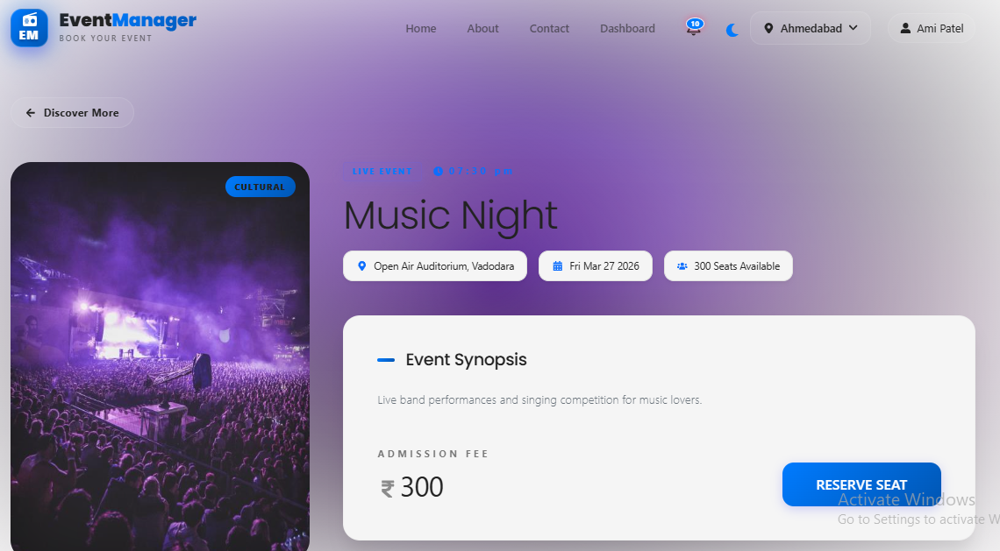 EM
EventManager
BOOK YOUR EVENT
Home
About
Contact
Dashboard
10
Ahmedabad
Ami Patel
Discover More
CULTURAL
LIVE EVENT
07:30 pm
Music Night
Open Air Auditorium, Vadodara
Fri Mar 27 2026
300 Seats Available
Event Synopsis
Live band performances and singing competition for music lovers.
ADMISSION FEE
₹ 300
RESERVE SEAT
Activate Windows
Go to Settings to activate W